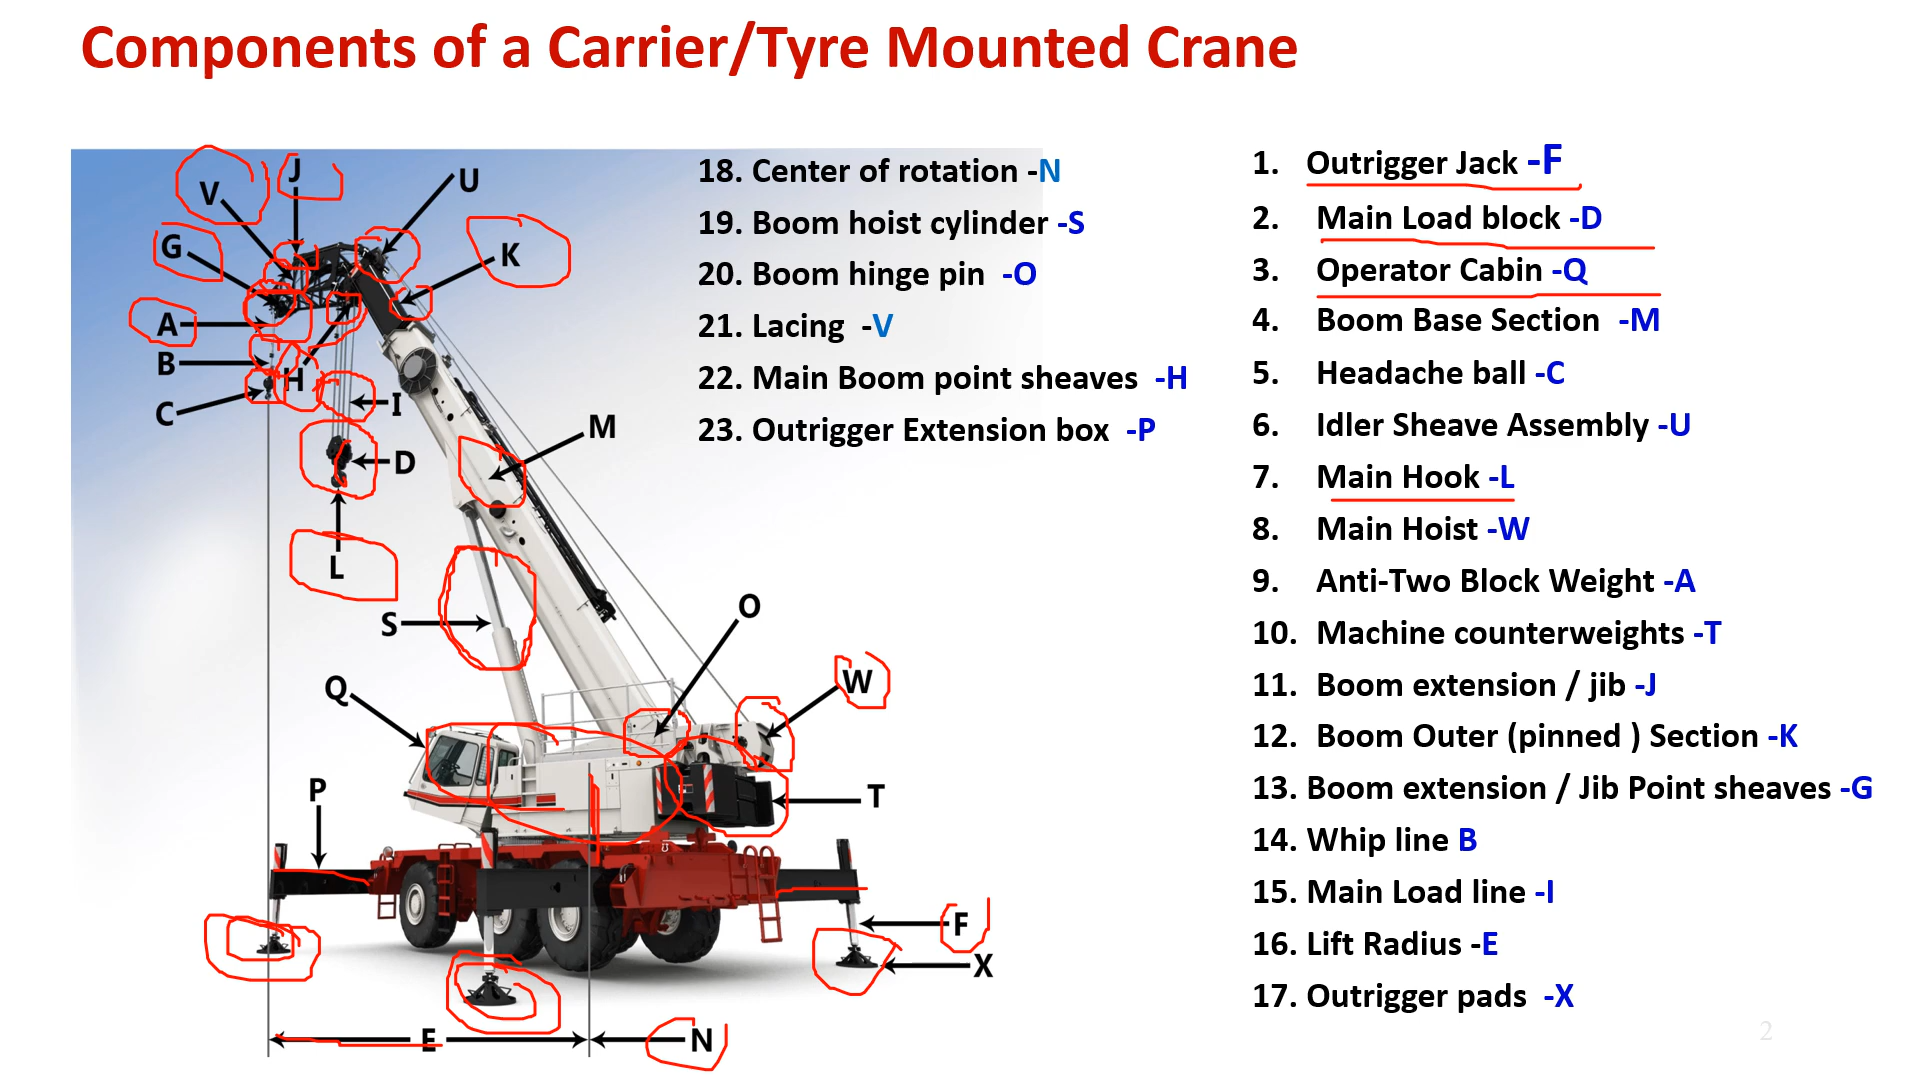 Components of a Carrier/Tyre Mounted Crane
V
J
U
G
K
A
B
H
C
I
M
D
L
S
O
Q
W
P
T
F
X
E
N
18. Center of rotation -N
19. Boom hoist cylinder -S
20. Boom hinge pin -O
21. Lacing -V
22. Main Boom point sheaves -H
23. Outrigger Extension box -P
1. Outrigger Jack -F
2. Main Load block -D
3. Operator Cabin -Q
4. Boom Base Section -M
5. Headache ball -C
6. Idler Sheave Assembly -U
7. Main Hook -L
8. Main Hoist -W
9. Anti-Two Block Weight -A
10. Machine counterweights -T
11. Boom extension / jib -J
12. Boom Outer (pinned ) Section -K
13. Boom extension / Jib Point sheaves -G
14. Whip line B
15. Main Load line -I
16. Lift Radius -E
17. Outrigger pads -X
2